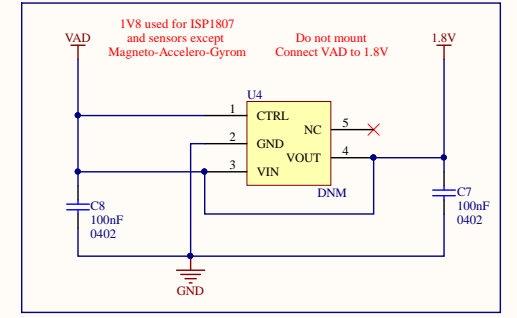 1V8 used for ISP1807
and sensors except
Magneto-Accelero-Gyrom
Do not mount
Connect VAD to 1.8V
VAD
1.8V
U4
1
CTRL
2
GND
3
VIN
NC
5
VOUT
4
DNM
C8
100nF
0402
C7
100nF
0402
GND